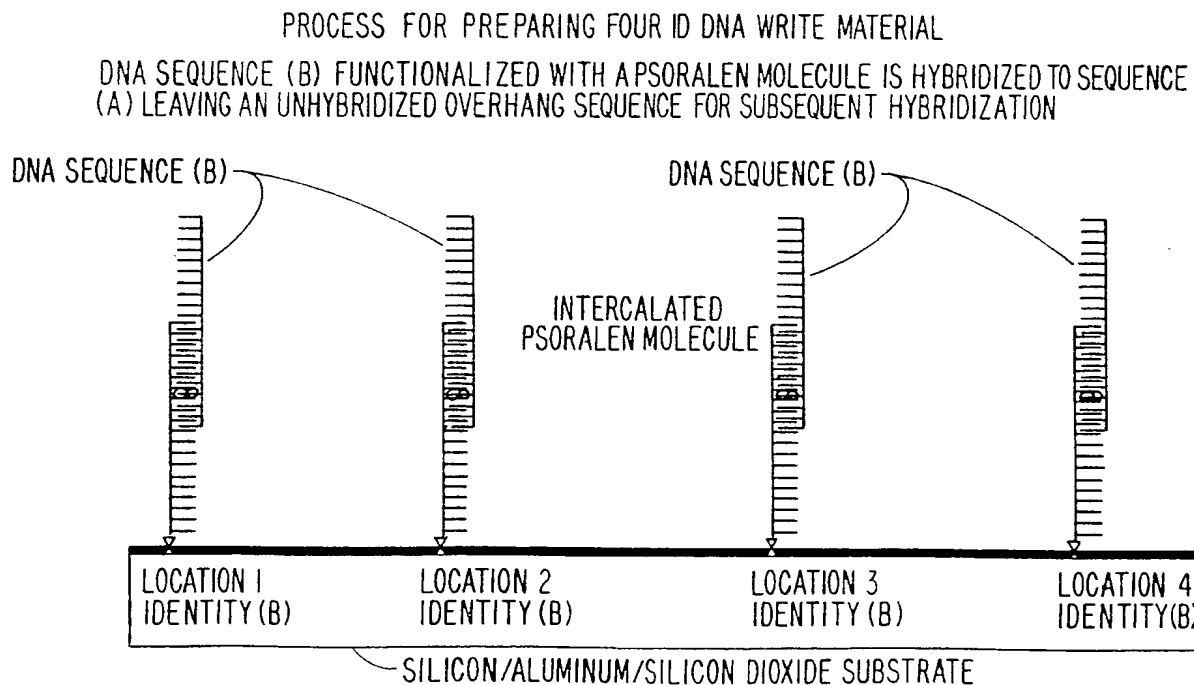 PROCESS FOR PREPARING FOUR ID DNA WRITE MATERIAL
DNA SEQUENCE (B) FUNCTIONALIZED WITH A PSORALEN MOLECULE IS HYBRIDIZED TO SEQUENCE
(A) LEAVING AN UNHYBRIDIZED OVERHANG SEQUENCE FOR SUBSEQUENT HYBRIDIZATION
DNA SEQUENCE (B)
DNA SEQUENCE (B)
INTERCALATED
PSORALEN MOLECULE
LOCATION 1
IDENTITY (B)
LOCATION 2
IDENTITY (B)
LOCATION 3
IDENTITY (B)
LOCATION 4
IDENTITY (B)
SILICON/ALUMINUM/SILICON DIOXIDE SUBSTRATE